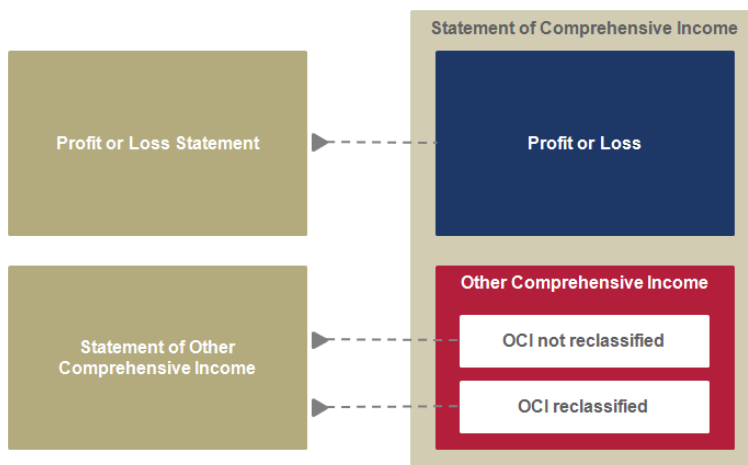 Statement of Comprehensive Income
Profit or Loss Statement
Profit or Loss
Other Comprehensive Income
Statement of Other
Comprehensive Income
OCI not reclassified
OCI reclassified